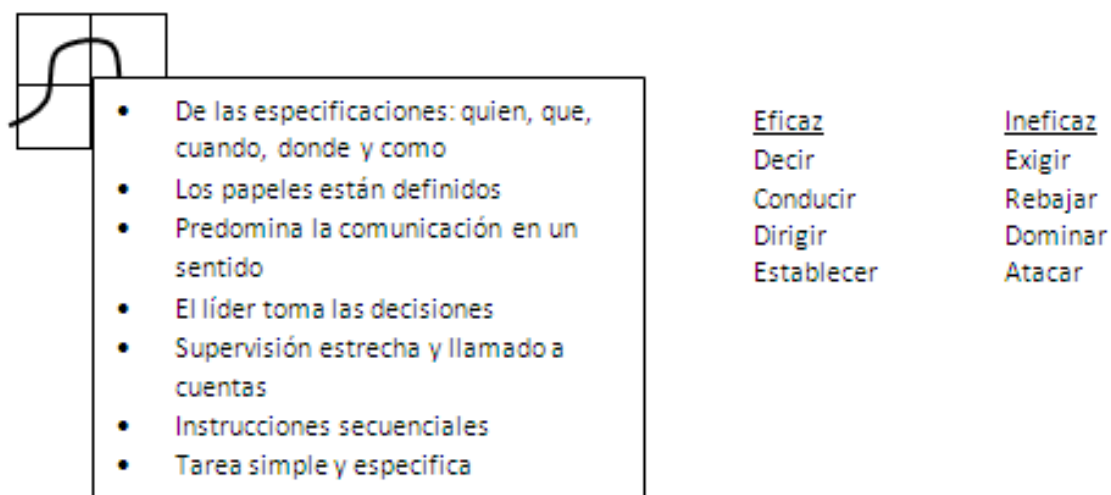 • De las especificaciones: quien, que,
cuando, donde y como
• Los papeles están definidos
• Predomina la comunicación en un
sentido
• El líder toma las decisiones
• Supervisión estrecha y llamado a
cuentas
• Instrucciones secuenciales
• Tarea simple y especifica
Eficaz
Decir
Conducir
Dirigir
Establecer
Ineficaz
Exigir
Rebajar
Dominar
Atacar